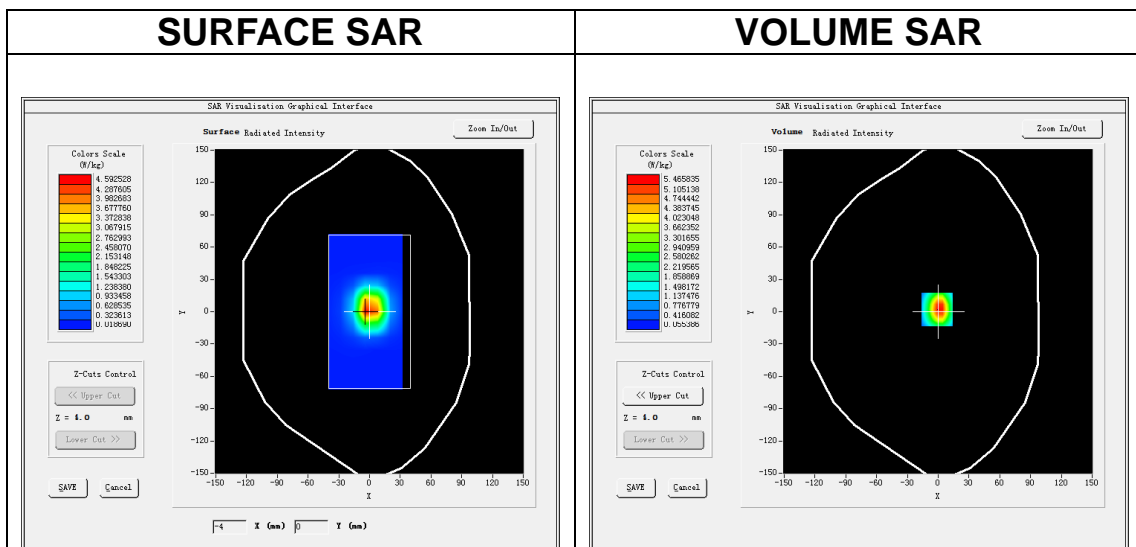 SURFACE SAR
VOLUME SAR
SAR Visualisation Graphical Interface
Surface Radiated Intensity
Zoom In/Out
Colors Scale
(W/kg)
4.592528
4.287605
3.982683
3.677760
3.372838
3.067915
2.762993
2.458070
2.153148
1.848225
1.543303
1.238380
0.933458
0.628535
0.323613
0.018690
150
120
90
60
30
0
-30
-60
-90
-120
-150
Y
-150 -120 -90 -60 -30 0 30 60 90 120 150
X
Z-Cuts Control
<< Upper Cut
Z = 4.0 mm
Lower Cut >>
SAVE Cancel
-4 X (mm) 0 Y (mm)
SAR Visualisation Graphical Interface
Volume Radiated Intensity
Zoom In/Out
Colors Scale
(W/kg)
5.465835
5.105138
4.744442
4.383745
4.023048
3.662352
3.301655
2.940959
2.580262
2.219565
1.858869
1.498172
1.137476
0.776779
0.416082
0.055386
150
120
90
60
30
0
-30
-60
-90
-120
-150
Y
-150 -120 -90 -60 -30 0 30 60 90 120 150
X
Z-Cuts Control
<< Upper Cut
Z = 4.0 mm
Lower Cut >>
SAVE Cancel